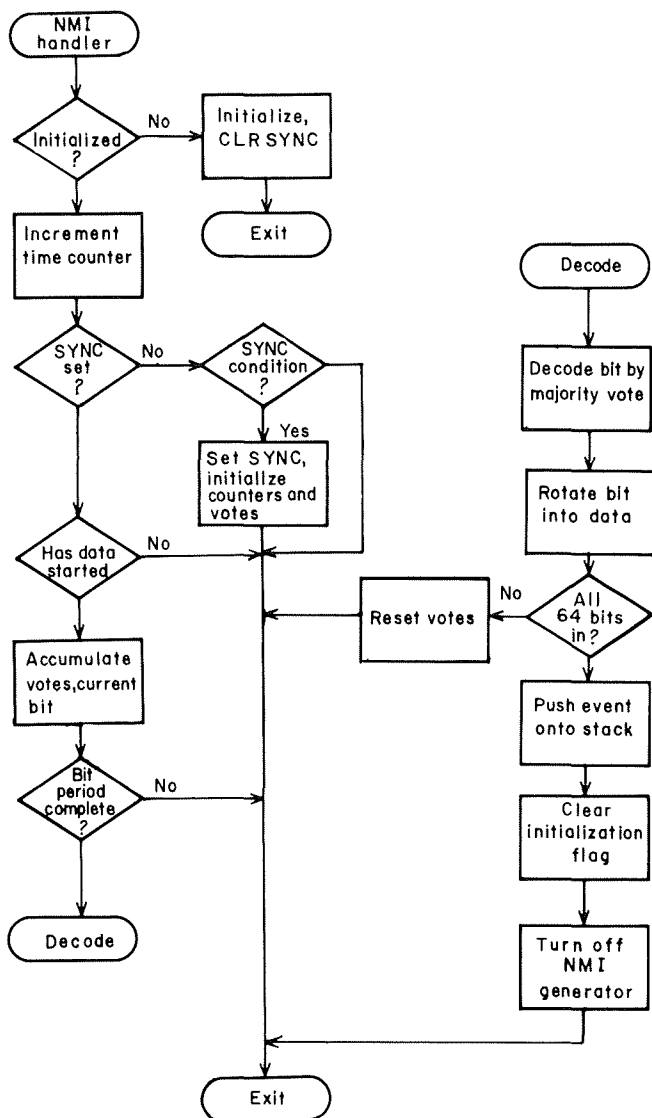 NMI
handler
Initialized
?
No
Initialize,
CLR SYNC
Exit
Increment
time counter
SYNC
set
?
No
SYNC
condition
?
Yes
Set SYNC,
initialize
counters and
votes
Has data
started
No
Accumulate
votes, current
bit
Bit
period
complete
?
No
Decode
Exit
Decode
Decode bit by
majority vote
Rotate bit
into data
All
64 bits
in?
No
Reset votes
Push event
onto stack
Clear
initialization
flag
Turn off
NMI
generator